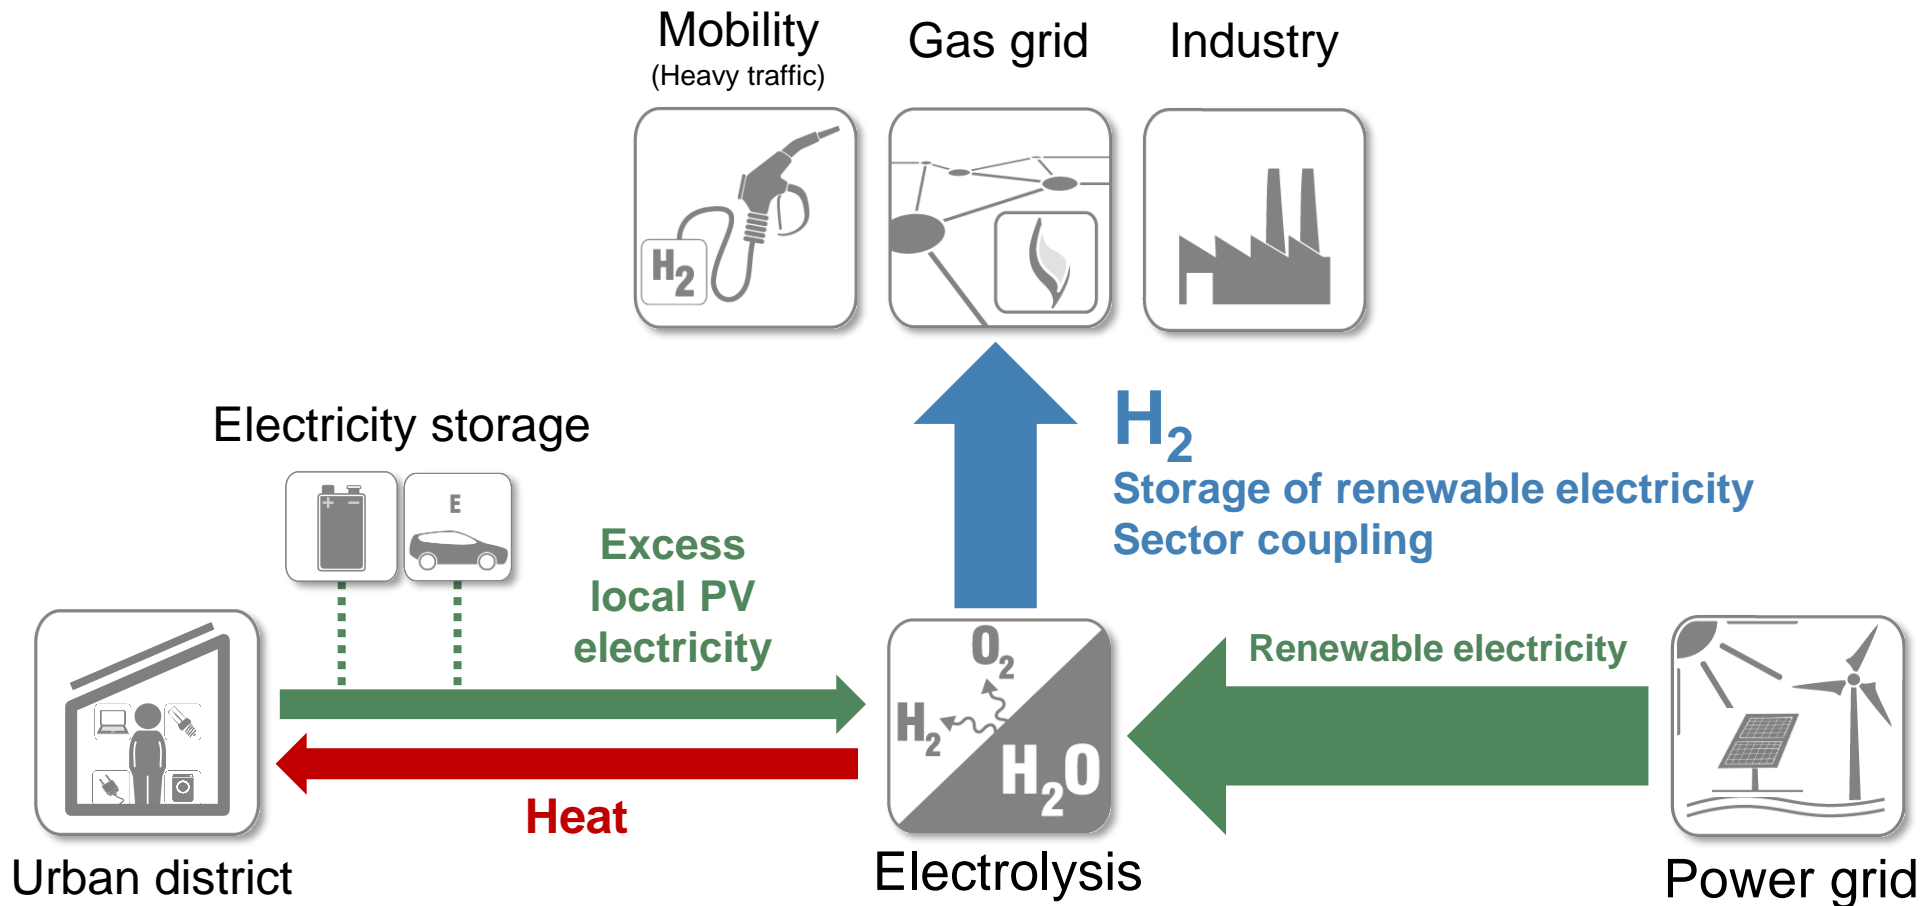 Mobility
(Heavy traffic)
Gas grid
Industry
H2
Electricity storage
+ −
E
H2
Storage of renewable electricity
Sector coupling
Excess
local PV
electricity
Renewable electricity
O2
H2
H2O
Heat
Urban district
Electrolysis
Power grid